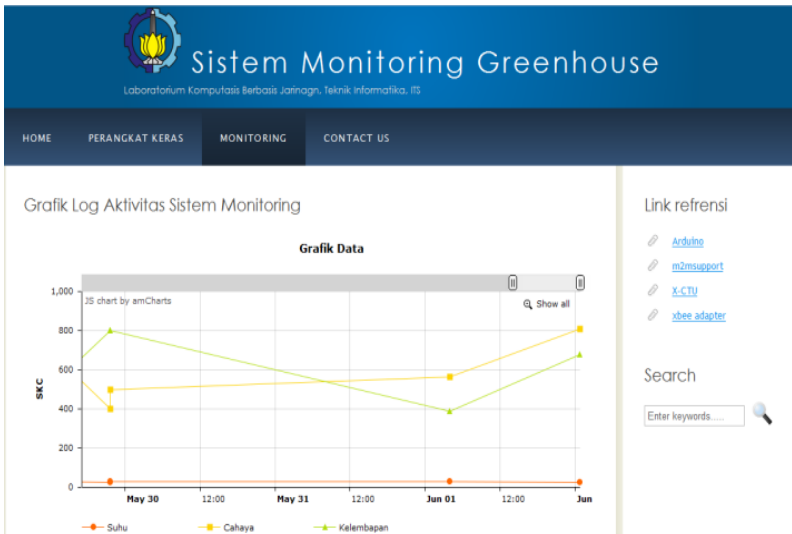 Sistem Monitoring Greenhouse
Laboratorium Komputasis Berbasis Jarinagn, Teknik Informatika, ITS
HOME PERANGKAT KERAS MONITORING CONTACT US
Grafik Log Aktivitas Sistem Monitoring
Grafik Data
JS chart by amCharts
Show all
SKC
1,000
800
600
400
200
0
May 30 12:00 May 31 12:00 Jun 01 12:00 Jun
Suhu Cahaya Kelembapan
Link refrensi
Arduino
m2msupport
X-CTU
xbee adapter
Search
Enter keywords.....